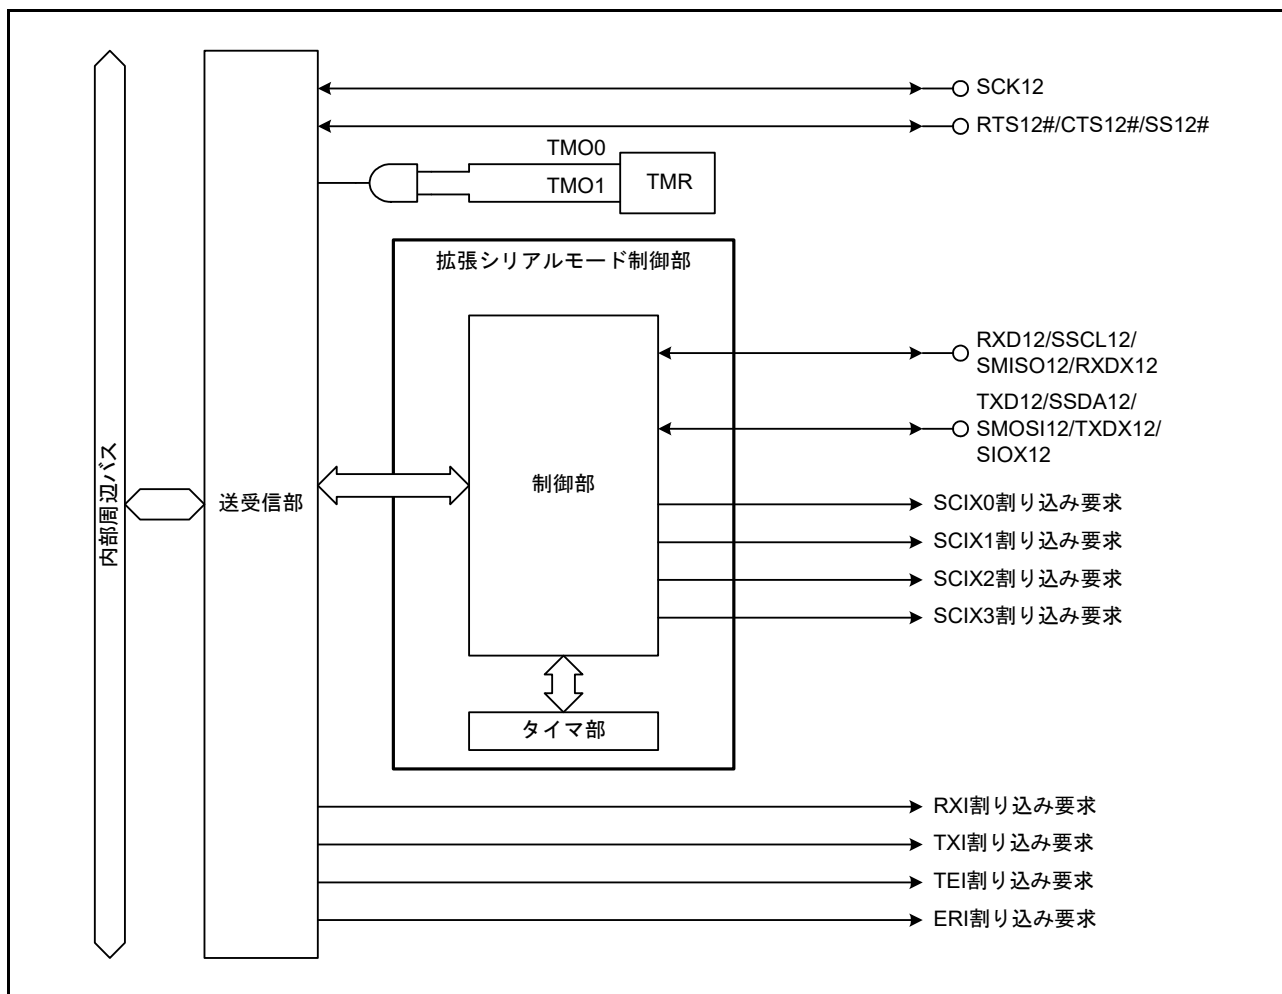 SCK12
RTS12#/CTS12#/SS12#
TMO0
TMO1
TMR
拡張シリアルモード制御部
RXD12/SSCL12/
SMISO12/RXDX12
TXD12/SSDA12/
SMOSI12/TXDX12/
SIOX12
内部周辺バス
送受信部
制御部
SCIX0割り込み要求
SCIX1割り込み要求
SCIX2割り込み要求
SCIX3割り込み要求
タイマ部
RXI割り込み要求
TXI割り込み要求
TEI割り込み要求
ERI割り込み要求